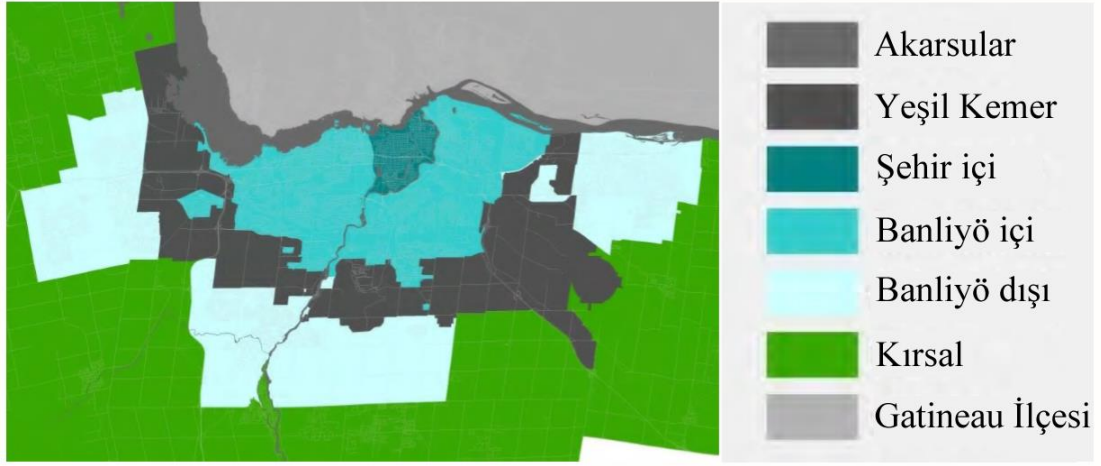 Akarsular
Yeşil Kemer
Şehir içi
Banliyö içi
Banliyö dışı
Kırsal
Gatineau İlçesi